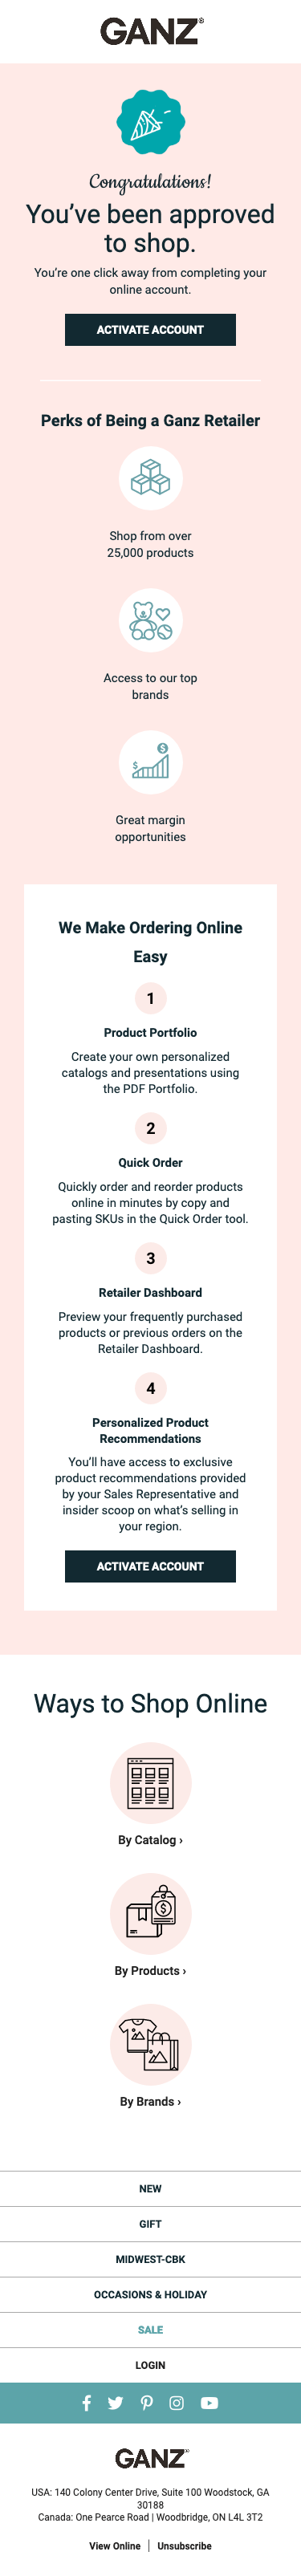 GANZ®
Congratulations!
You've been approved
to shop.
You're one click away from completing your
online account.
ACTIVATE ACCOUNT
Perks of Being a Ganz Retailer
Shop from over
25,000 products
$
$
Access to our top
brands
Great margin
opportunities
We Make Ordering Online
Easy
1
Product Portfolio
Create your own personalized
catalogs and presentations using
the PDF Portfolio.
2
Quick Order
Quickly order and reorder products
online in minutes by copy and
pasting SKUs in the Quick Order tool.
3
Retailer Dashboard
Preview your frequently purchased
products or previous orders on the
Retailer Dashboard.
4
Personalized Product
Recommendations
You'll have access to exclusive
product recommendations provided
by your Sales Representative and
insider scoop on what's selling in
your region.
ACTIVATE ACCOUNT
Ways to Shop Online
By Catalog ›
$
By Products ›
By Brands ›
NEW
GIFT
MIDWEST-CBK
OCCASIONS & HOLIDAY
SALE
LOGIN
GANZ®
USA: 140 Colony Center Drive, Suite 100 Woodstock, GA
30188
Canada: One Pearce Road | Woodbridge, ON L4L 3T2
View Online | Unsubscribe